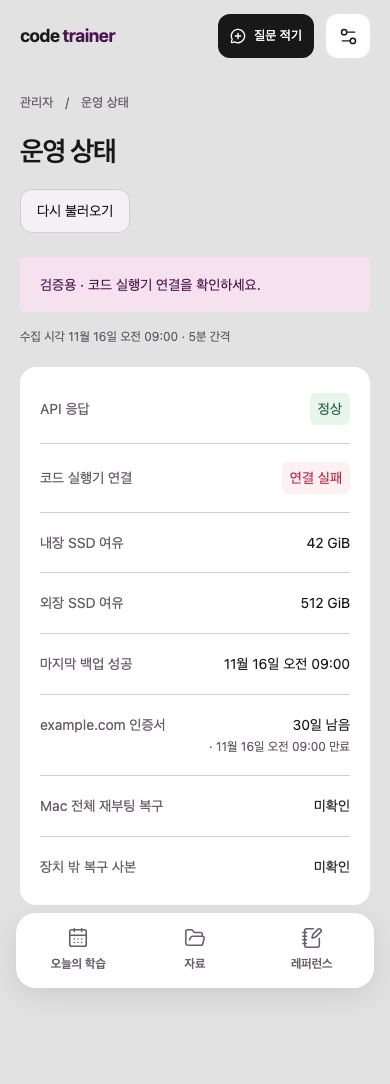 code trainer
질문 적기
관리자 / 운영 상태
운영 상태
다시 불러오기
검증용 · 코드 실행기 연결을 확인하세요.
수집 시각 11월 16일 오전 09:00 · 5분 간격
API 응답 정상
코드 실행기 연결 연결 실패
내장 SSD 여유 42 GiB
외장 SSD 여유 512 GiB
마지막 백업 성공 11월 16일 오전 09:00
example.com 인증서 30일 남음
· 11월 16일 오전 09:00 만료
Mac 전체 재부팅 복구 미확인
장치 밖 복구 사본 미확인
오늘의 학습 자료 레퍼런스